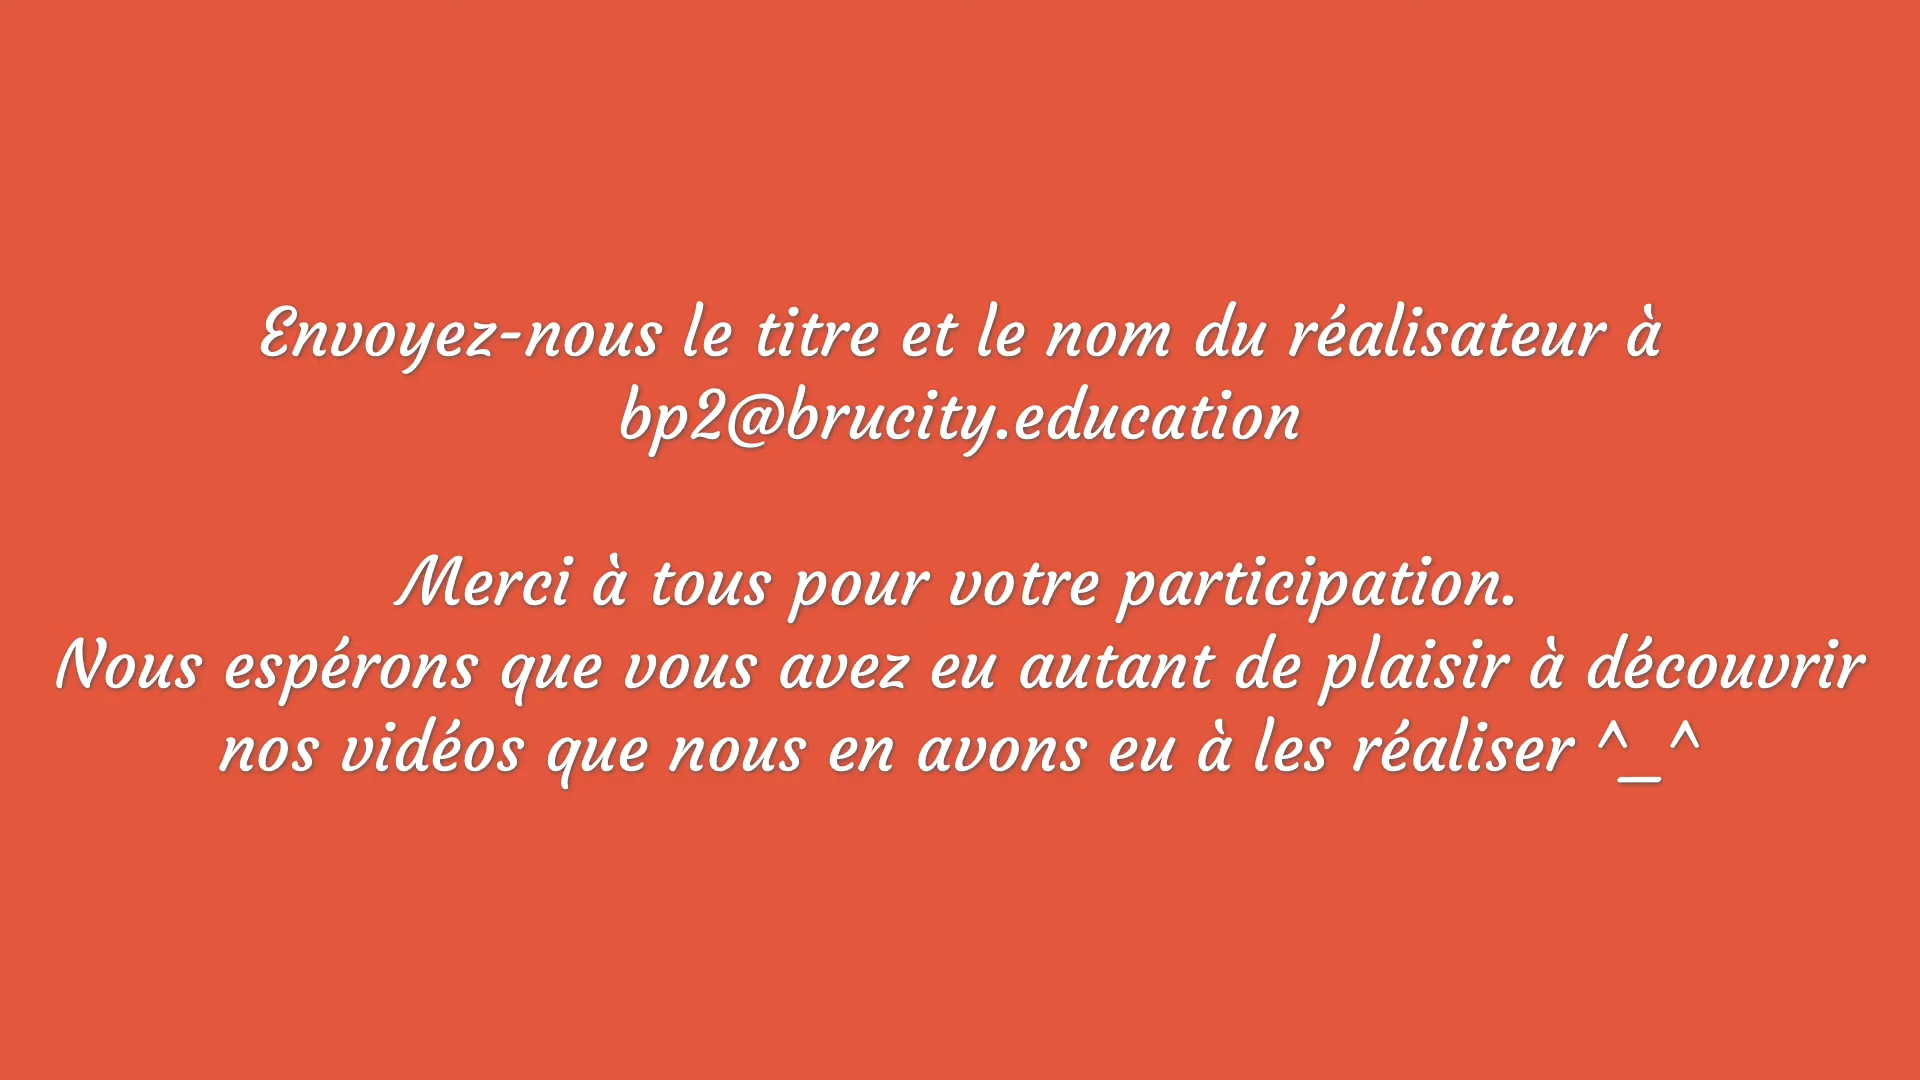 Envoyez-nous le titre et le nom du réalisateur à
bp2@brucity.education
Merci à tous pour votre participation.
Nous espérons que vous avez eu autant de plaisir à découvrir
nos vidéos que nous en avons eu à les réaliser ^_^